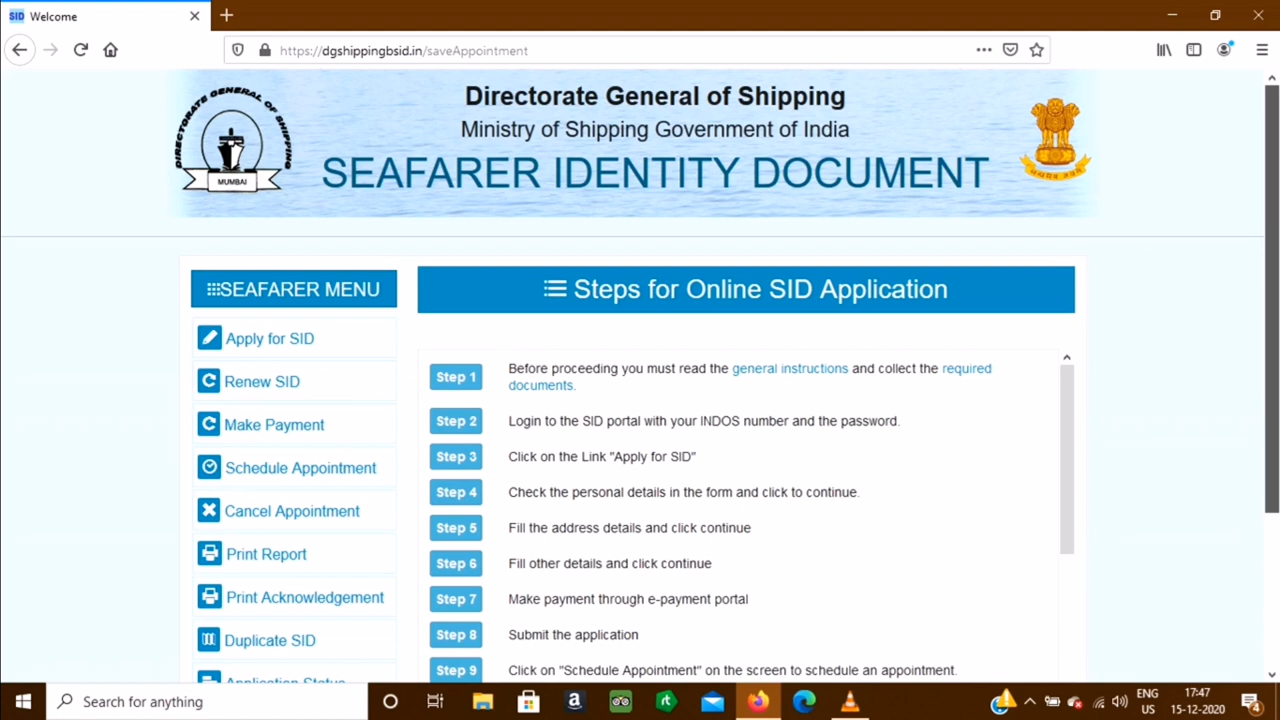 SID Welcome
https://dgshippingbsid.in/saveAppointment
DIRECTORATE GENERAL OF SHIPPING
MUMBAI
Directorate General of Shipping
Ministry of Shipping Government of India
SEAFARER IDENTITY DOCUMENT
SEAFARER MENU
Apply for SID
Renew SID
Make Payment
Schedule Appointment
Cancel Appointment
Print Report
Print Acknowledgement
Duplicate SID
Application Status
Steps for Online SID Application
Step 1 Before proceeding you must read the general instructions and collect the required
documents.
Step 2 Login to the SID portal with your INDOS number and the password.
Step 3 Click on the Link "Apply for SID"
Step 4 Check the personal details in the form and click to continue.
Step 5 Fill the address details and click continue
Step 6 Fill other details and click continue
Step 7 Make payment through e-payment portal
Step 8 Submit the application
Step 9 Click on "Schedule Appointment" on the screen to schedule an appointment.
Search for anything
a
rt
ENG
US
17:47
15-12-2020
4